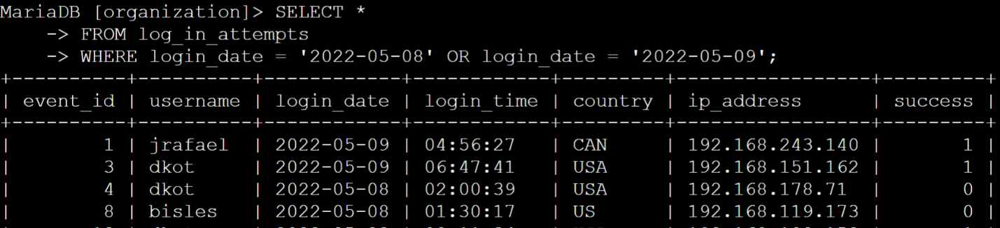 MariaDB [organization]> SELECT *
    -> FROM log_in_attempts
    -> WHERE login_date = '2022-05-08' OR login_date = '2022-05-09';
+----------+----------+------------+------------+---------+-----------------+---------+
| event_id | username | login_date | login_time | country | ip_address      | success |
+----------+----------+------------+------------+---------+-----------------+---------+
|        1 | jrafael  | 2022-05-09 | 04:56:27   | CAN     | 192.168.243.140 |       1 |
|        3 | dkot     | 2022-05-09 | 06:47:41   | USA     | 192.168.151.162 |       1 |
|        4 | dkot     | 2022-05-08 | 02:00:39   | USA     | 192.168.178.71  |       0 |
|        8 | bisles   | 2022-05-08 | 01:30:17   | US      | 192.168.119.173 |       0 |